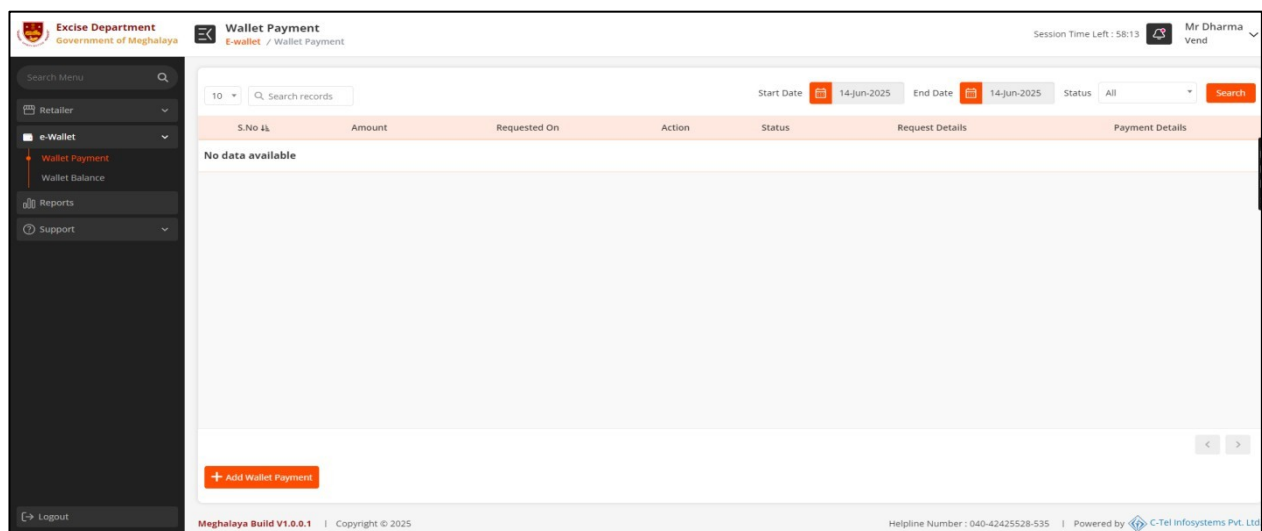 Excise Department
Government of Meghalaya
Wallet Payment
E-wallet / Wallet Payment
Session Time Left : 58:13
Mr Dharma
Vend
Search Menu
Retailer
e-Wallet
Wallet Payment
Wallet Balance
Reports
Support
Logout
10 Search records Start Date 14-Jun-2025 End Date 14-Jun-2025 Status All Search
S.No Amount Requested On Action Status Request Details Payment Details
No data available
< >
+ Add Wallet Payment
Meghalaya Build V1.0.0.1 | Copyright © 2025 Helpline Number : 040-42425528-535 | Powered by C-Tel Infosystems Pvt. Ltd